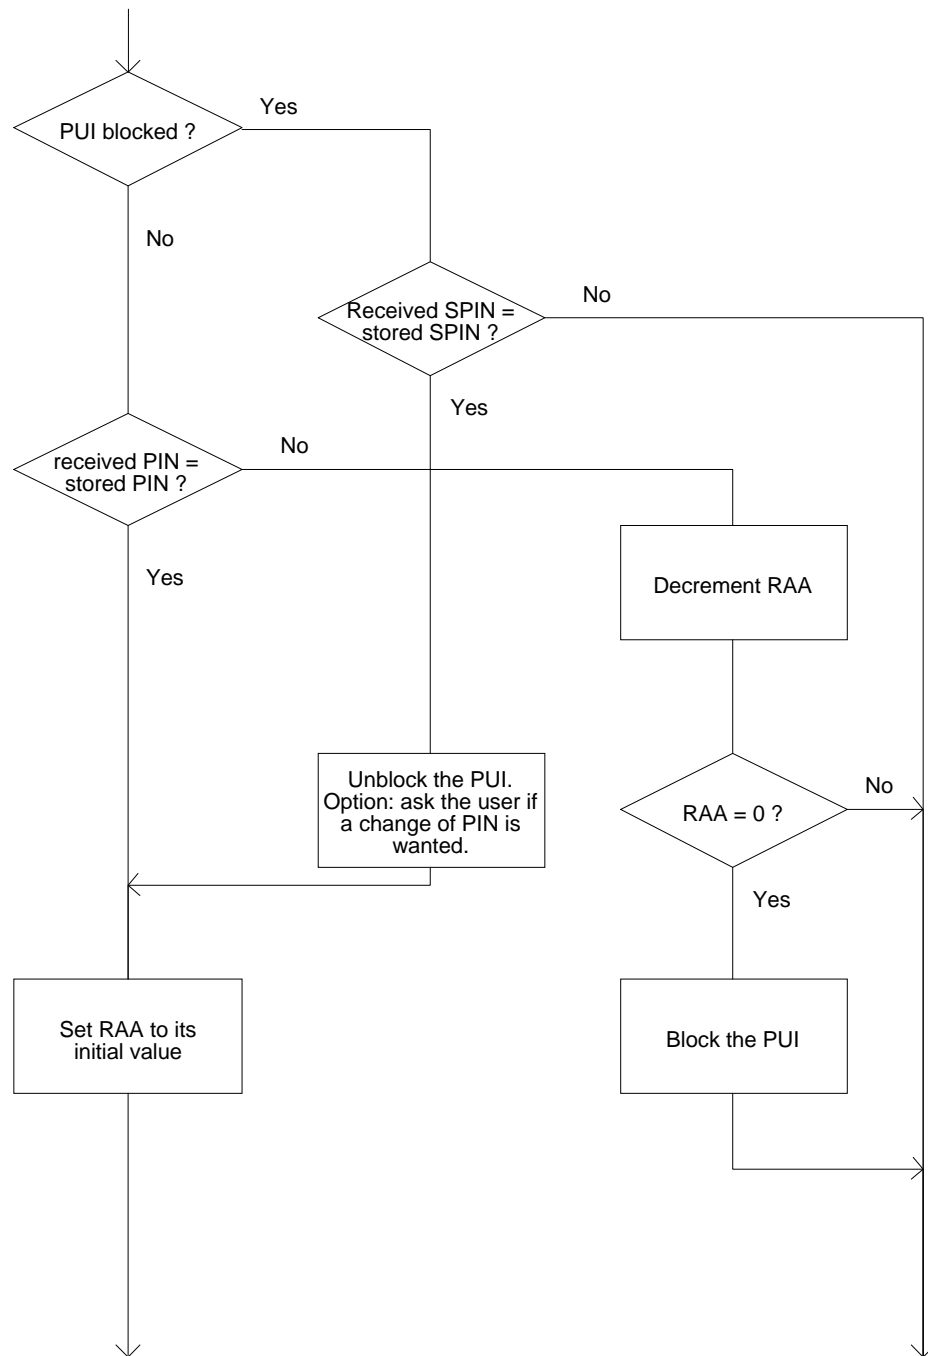 Yes
PUI blocked ?
No
No
Received SPIN =
stored SPIN ?
Yes
No
received PIN =
stored PIN ?
Yes
Decrement RAA
Unblock the PUI.
Option: ask the user if
a change of PIN is
wanted.
No
RAA = 0 ?
Yes
Set RAA to its
initial value
Block the PUI